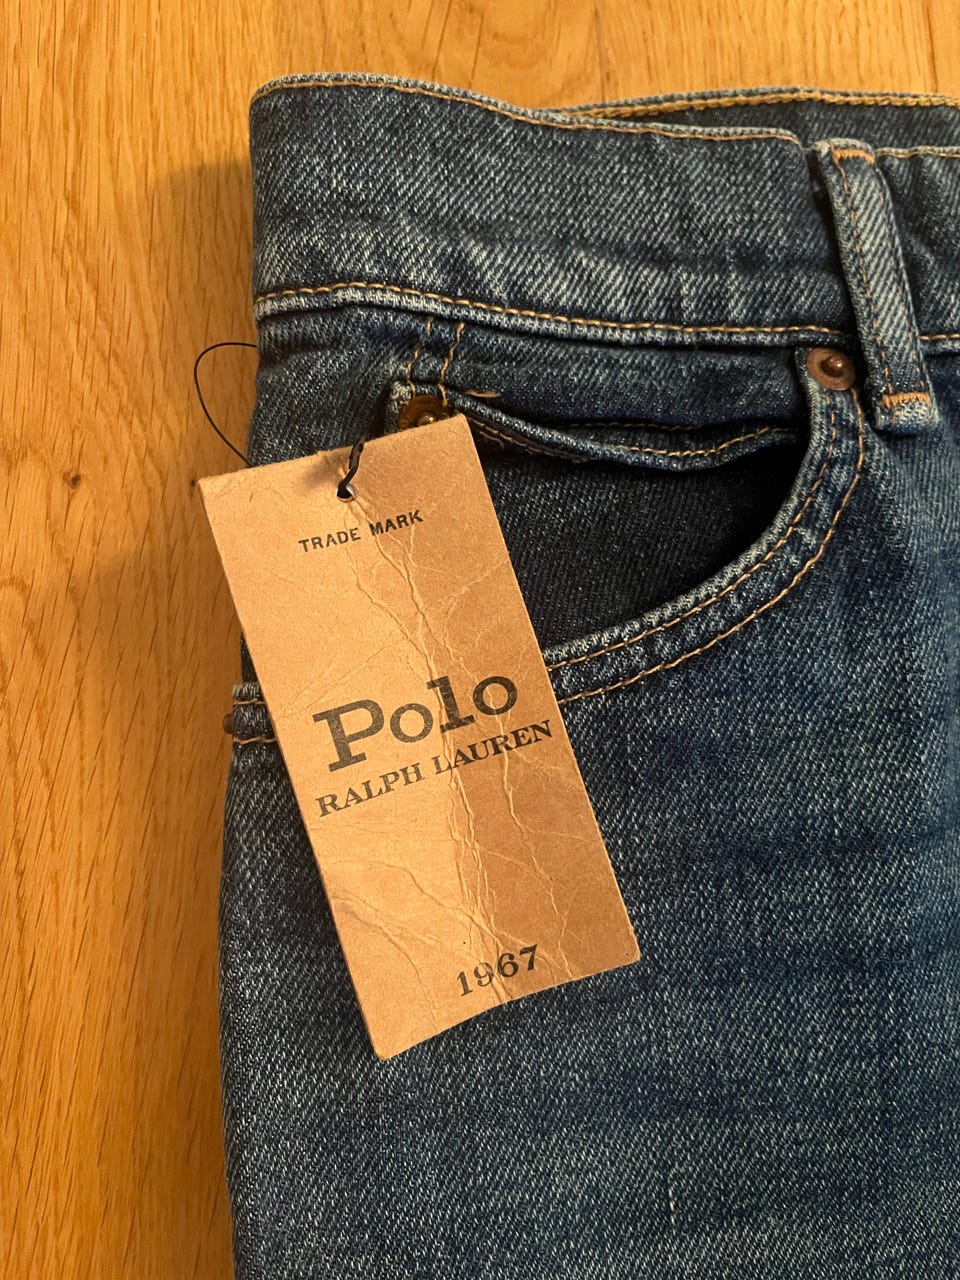 TRADE MARK
Polo
RALPH LAUREN
1967